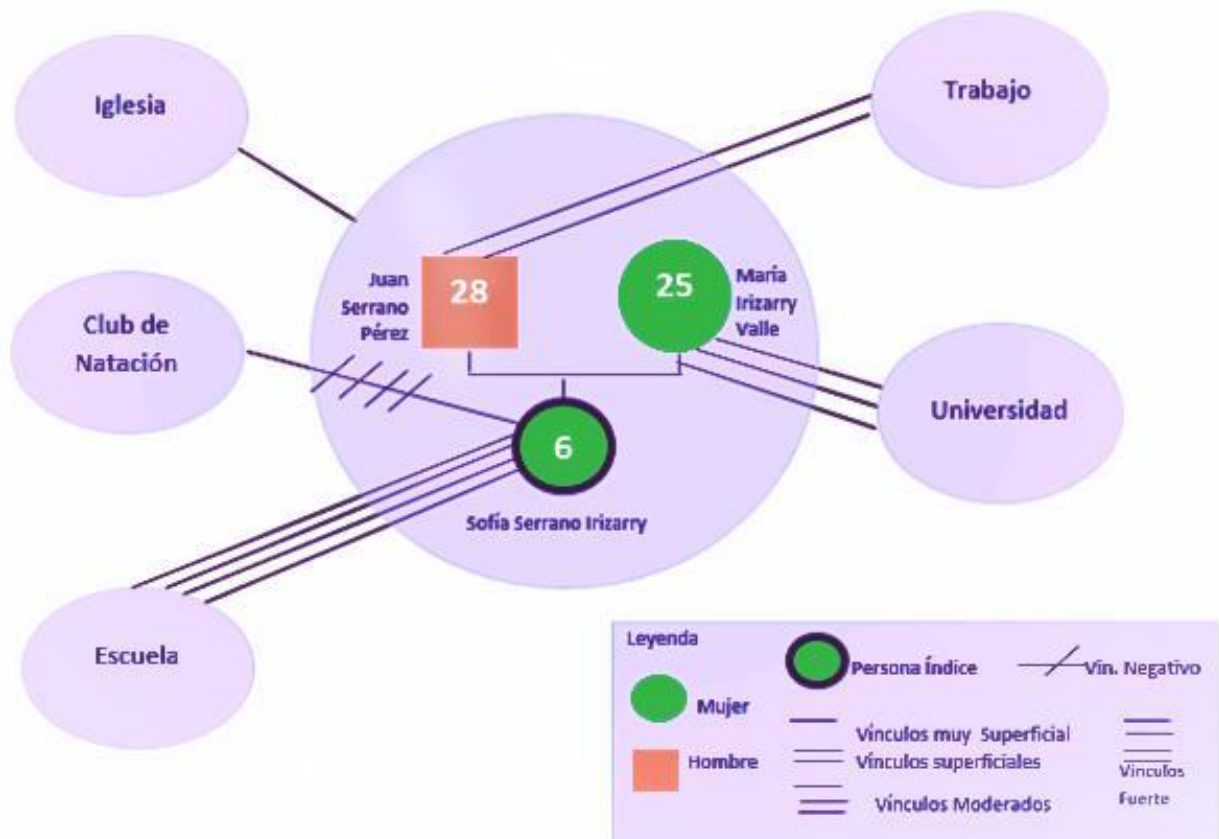 Iglesia
Trabajo
Juan
Serrano
Pérez
28
25
María
Irizarry
Valle
Club de
Natación
Universidad
6
Sofía Serrano Irizarry
Escuela
Leyenda
Persona Índice
Vin. Negativo
Mujer
Vínculos muy Superficial
Vínculos superficiales
Hombre
Vínculos Moderados
Vinculos
Fuerte